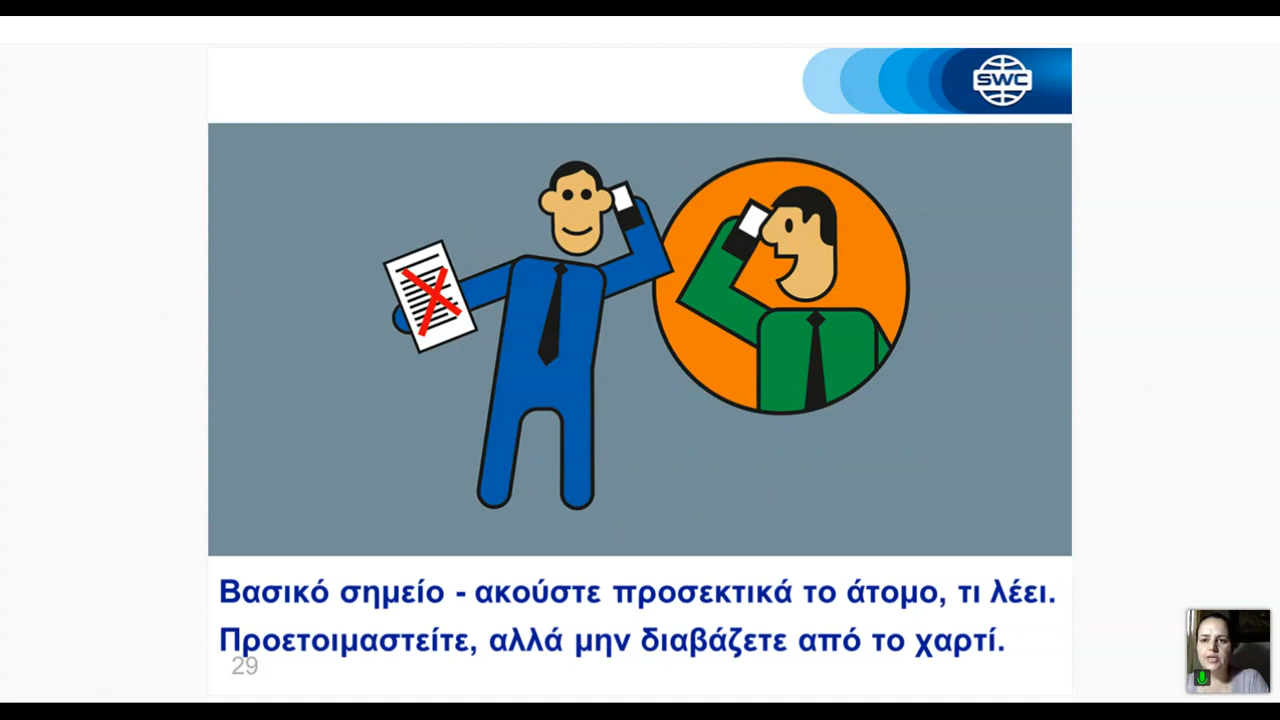 SWC
Βασικό σημείο - ακούστε προσεκτικά το άτομο, τι λέει.
Προετοιμαστείτε, αλλά μην διαβάζετε από το χαρτί.
29